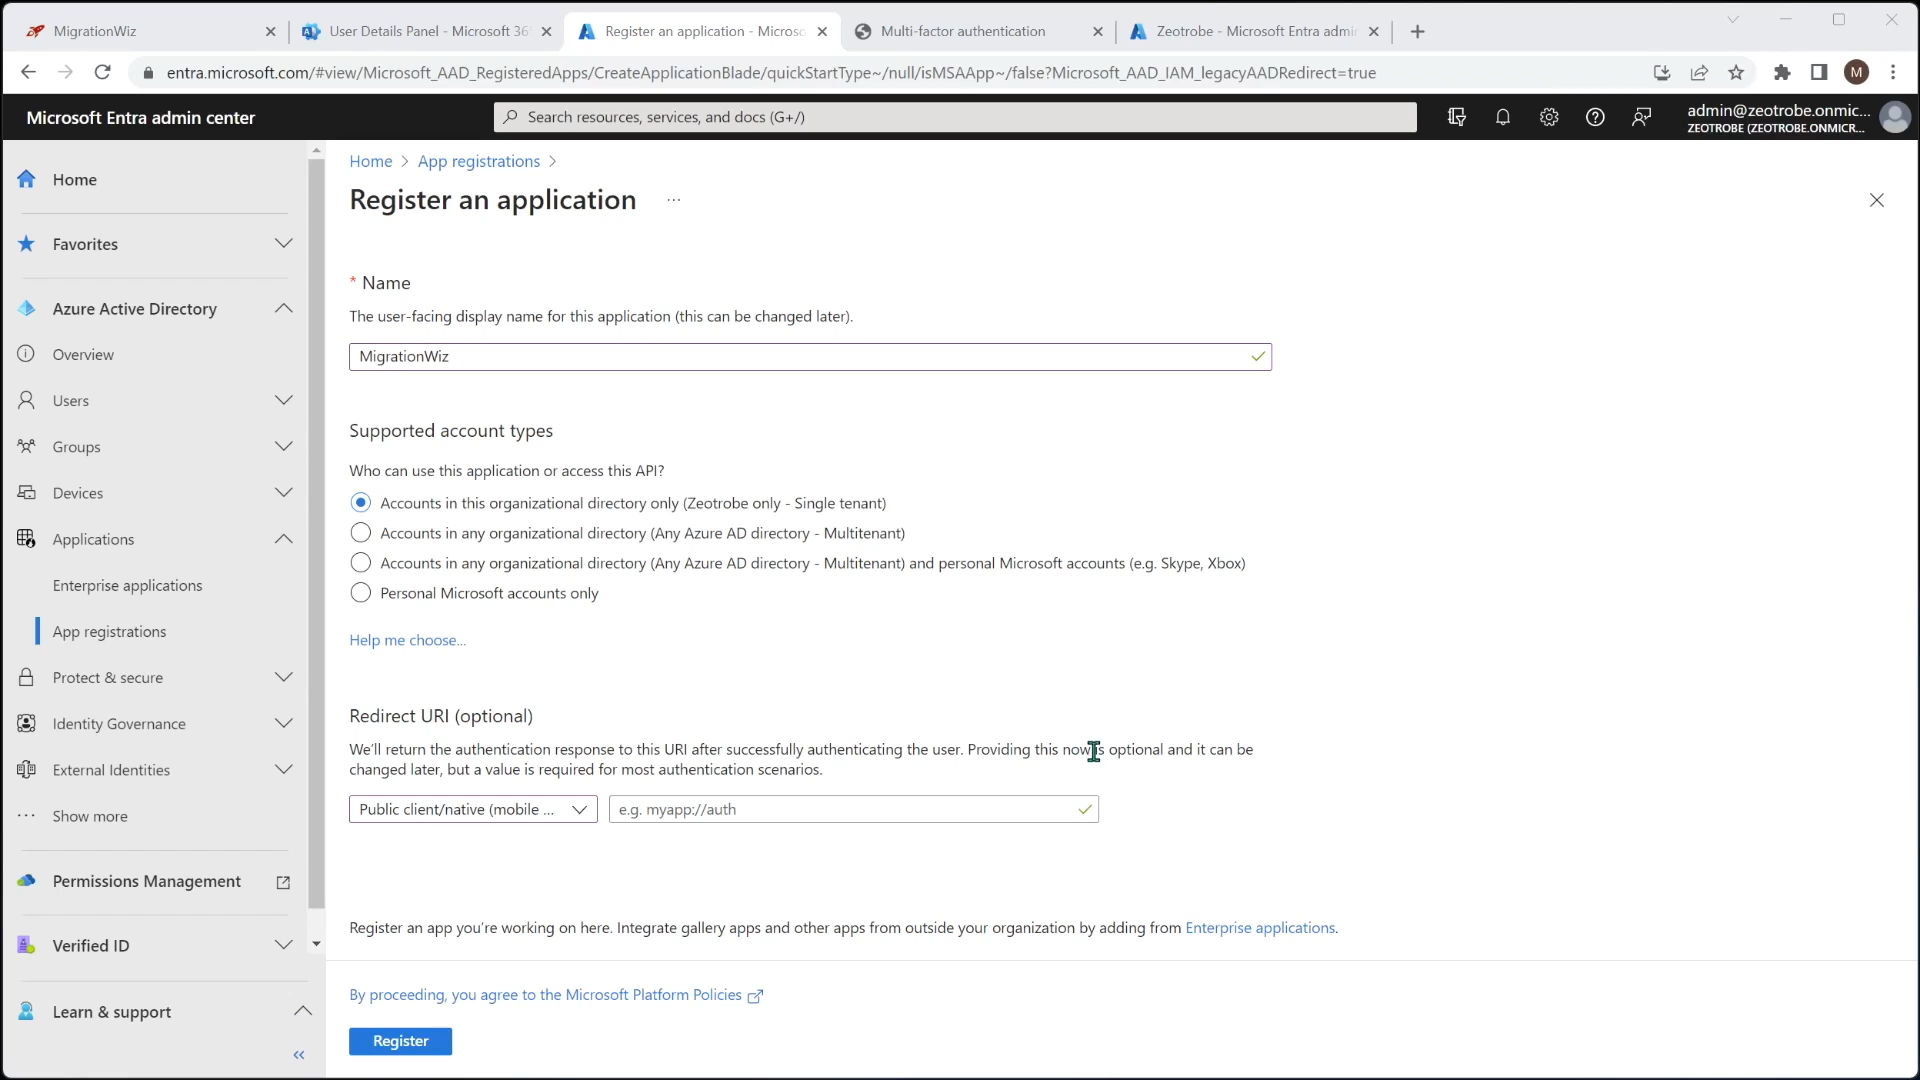 MigrationWiz
User Details Panel - Microsoft 36
Register an application - Microso
Multi-factor authentication
Zeotrobe - Microsoft Entra admi
entra.microsoft.com/#view/Microsoft_AAD_RegisteredApps/CreateApplicationBlade/quickStartType~/null/isMSAApp~/false?Microsoft_AAD_IAM_legacyAADRedirect=true
M
Microsoft Entra admin center
Search resources, services, and docs (G+/)
admin@zeotrobe.onmic...
ZEOTROBE (ZEOTROBE.ONMICR...
Home
Favorites
Azure Active Directory
Overview
Users
Groups
Devices
Applications
Enterprise applications
App registrations
Protect & secure
Identity Governance
External Identities
Show more
Permissions Management
Verified ID
Learn & support
Home > App registrations >
Register an application ...
* Name
The user-facing display name for this application (this can be changed later).
MigrationWiz
Supported account types
Who can use this application or access this API?
Accounts in this organizational directory only (Zeotrobe only - Single tenant)
Accounts in any organizational directory (Any Azure AD directory - Multitenant)
Accounts in any organizational directory (Any Azure AD directory - Multitenant) and personal Microsoft accounts (e.g. Skype, Xbox)
Personal Microsoft accounts only
Help me choose...
Redirect URI (optional)
We'll return the authentication response to this URI after successfully authenticating the user. Providing this now is optional and it can be
changed later, but a value is required for most authentication scenarios.
Public client/native (mobile ...
e.g. myapp://auth
Register an app you're working on here. Integrate gallery apps and other apps from outside your organization by adding from Enterprise applications.
By proceeding, you agree to the Microsoft Platform Policies
Register